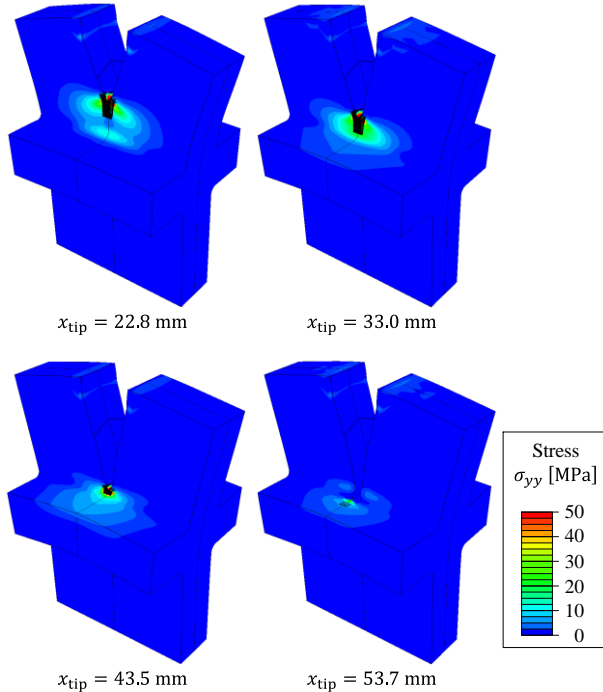 x_tip = 22.8 mm
x_tip = 33.0 mm
x_tip = 43.5 mm
x_tip = 53.7 mm
Stress
σ_yy [MPa]
50
40
30
20
10
0